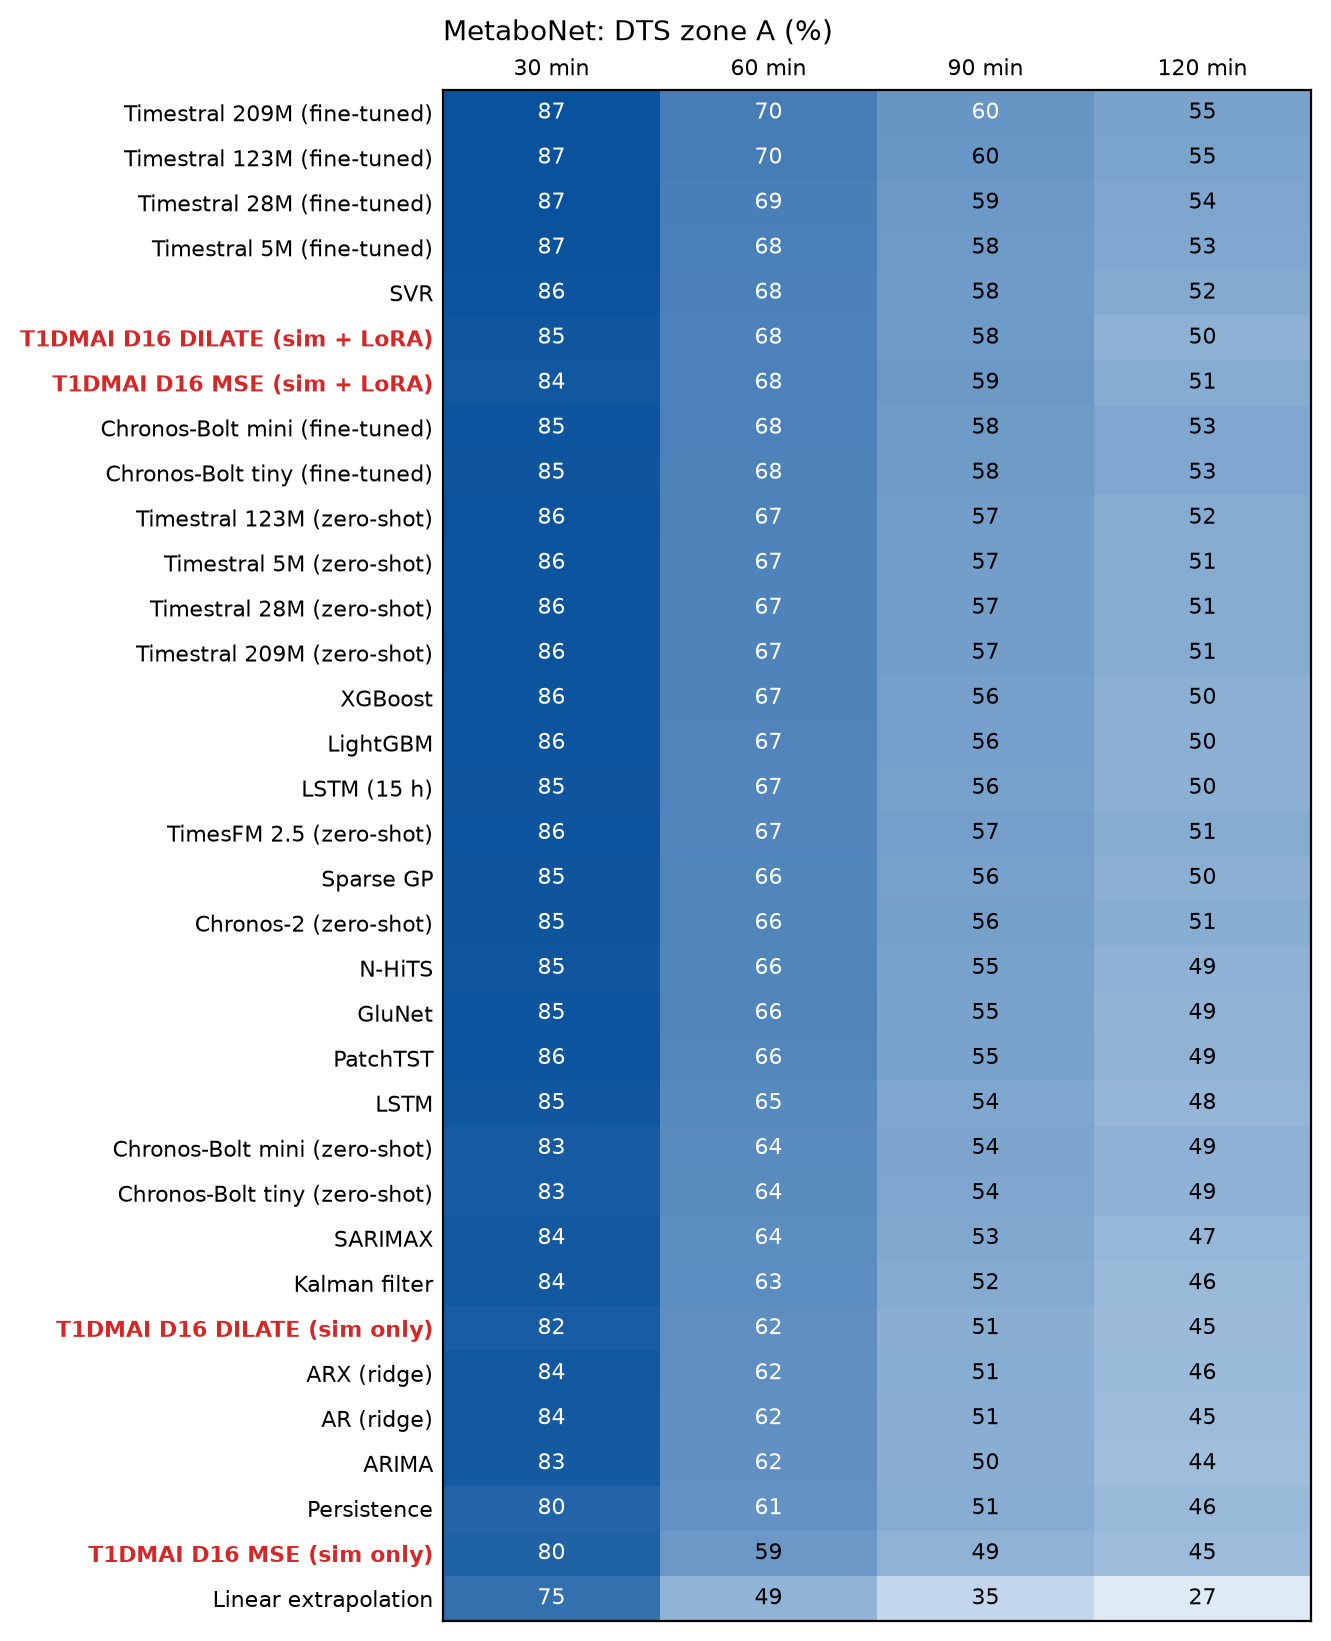 MetaboNet: DTS zone A (%)
30 min 60 min 90 min 120 min
Timestral 209M (fine-tuned) 87 70 60 55
Timestral 123M (fine-tuned) 87 70 60 55
Timestral 28M (fine-tuned) 87 69 59 54
Timestral 5M (fine-tuned) 87 68 58 53
SVR 86 68 58 52
T1DMAI D16 DILATE (sim + LoRA) 85 68 58 50
T1DMAI D16 MSE (sim + LoRA) 84 68 59 51
Chronos-Bolt mini (fine-tuned) 85 68 58 53
Chronos-Bolt tiny (fine-tuned) 85 68 58 53
Timestral 123M (zero-shot) 86 67 57 52
Timestral 5M (zero-shot) 86 67 57 51
Timestral 28M (zero-shot) 86 67 57 51
Timestral 209M (zero-shot) 86 67 57 51
XGBoost 86 67 56 50
LightGBM 86 67 56 50
LSTM (15 h) 85 67 56 50
TimesFM 2.5 (zero-shot) 86 67 57 51
Sparse GP 85 66 56 50
Chronos-2 (zero-shot) 85 66 56 51
N-HiTS 85 66 55 49
GluNet 85 66 55 49
PatchTST 86 66 55 49
LSTM 85 65 54 48
Chronos-Bolt mini (zero-shot) 83 64 54 49
Chronos-Bolt tiny (zero-shot) 83 64 54 49
SARIMAX 84 64 53 47
Kalman filter 84 63 52 46
T1DMAI D16 DILATE (sim only) 82 62 51 45
ARX (ridge) 84 62 51 46
AR (ridge) 84 62 51 45
ARIMA 83 62 50 44
Persistence 80 61 51 46
T1DMAI D16 MSE (sim only) 80 59 49 45
Linear extrapolation 75 49 35 27